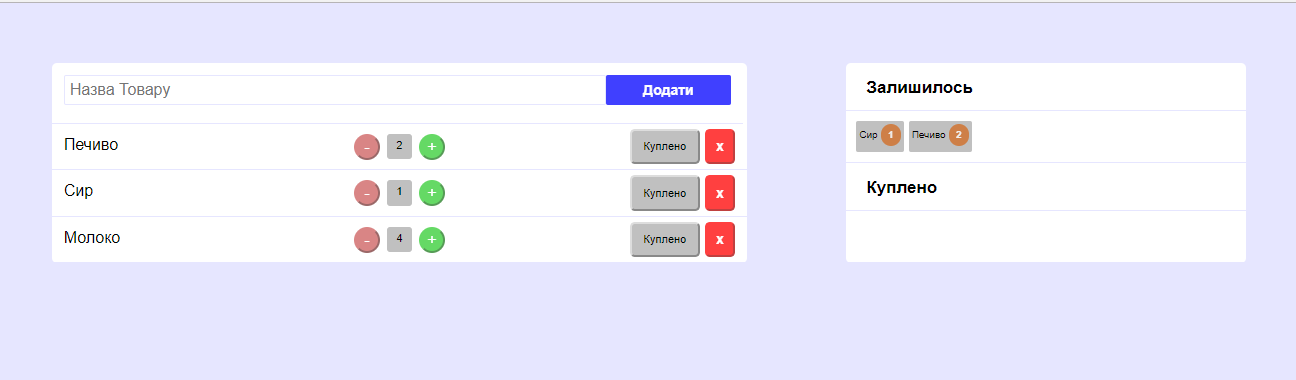 Назва Товару Додати
Печиво - 2 + Куплено x
Сир - 1 + Куплено x
Молоко - 4 + Куплено x
Залишилось
Сир 1 Печиво 2
Куплено